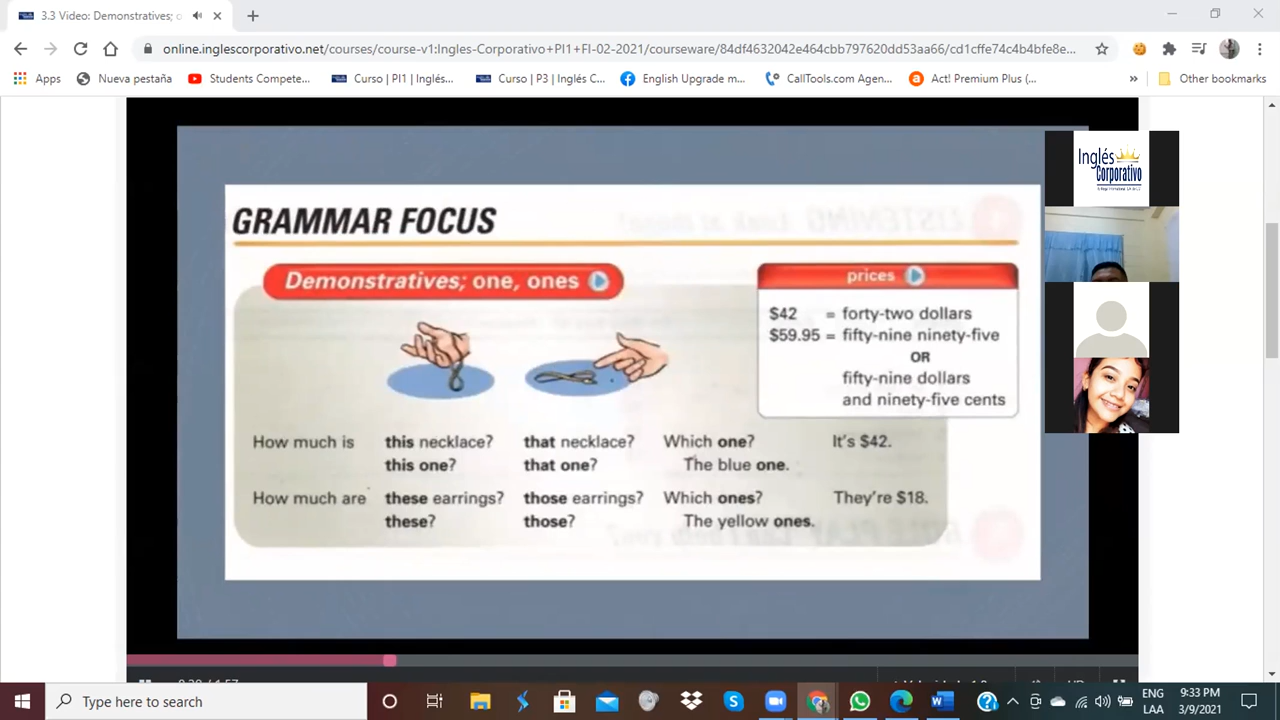 3.3 Video: Demonstratives; o
online.inglescorporativo.net/courses/course-v1:Ingles-Corporativo+PI1+FI-02-2021/courseware/84df4632042e464cbb797620dd53aa66/cd1cffe74c4b4bfe8e...
Apps
Nueva pestaña
Students Compete...
Curso | PI1 | Inglés...
Curso | P3 | Inglés C...
English Upgrade m...
CallTools.com Agen...
Act! Premium Plus (...
»
Other bookmarks
Inglés
Corporativo
GRAMMAR FOCUS
Demonstratives; one, ones
prices
$42 = forty-two dollars
$59.95 = fifty-nine ninety-five
OR
fifty-nine dollars
and ninety-five cents
How much is this necklace? that necklace? Which one? It's $42.
this one? that one? The blue one.
How much are these earrings? those earrings? Which ones? They're $18.
these? those? The yellow ones.
Type here to search
ENG
LAA
9:33 PM
3/9/2021